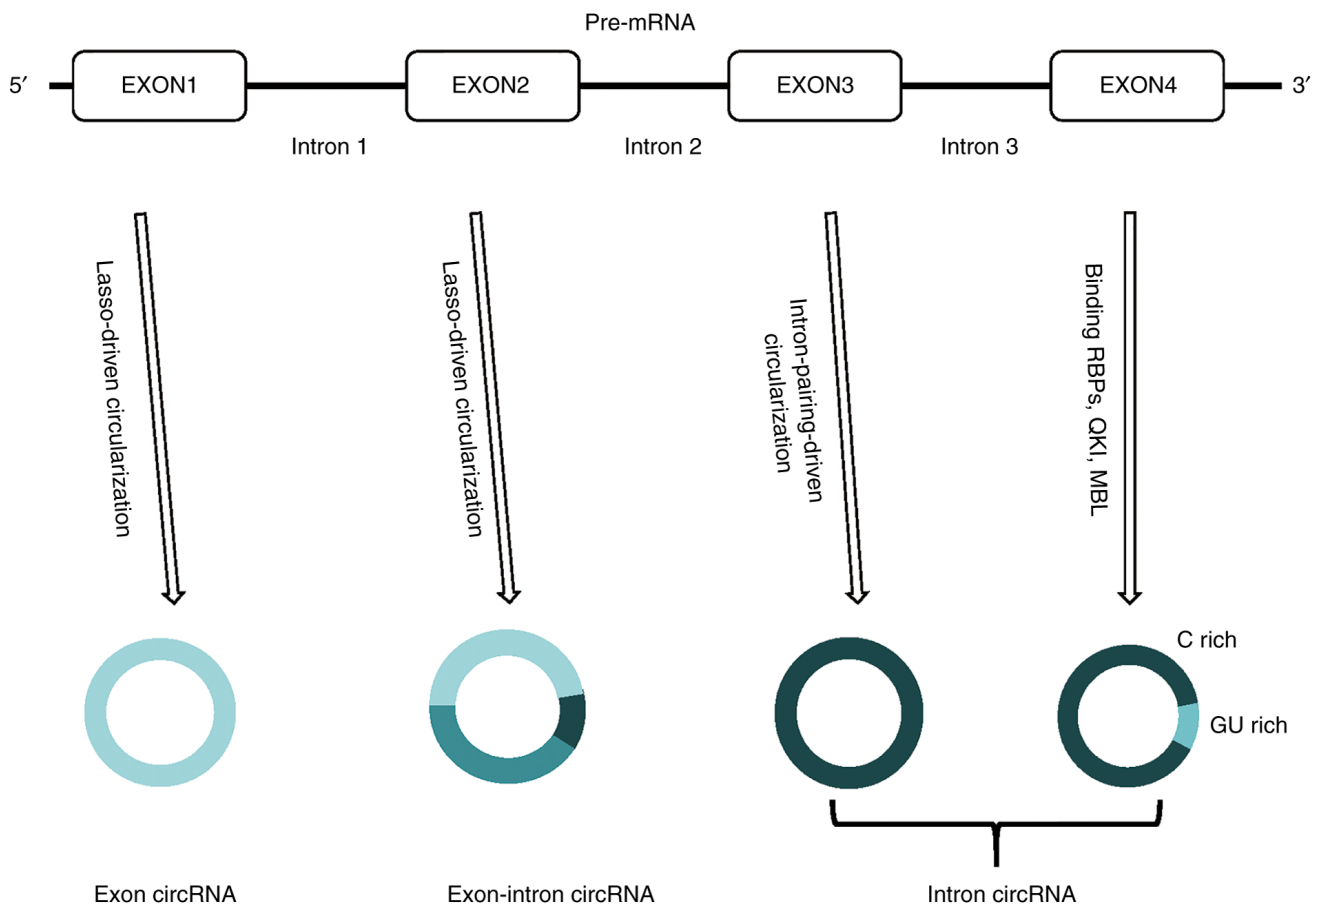 Pre-mRNA
5′
EXON1
EXON2
EXON3
EXON4
3′
Intron 1
Intron 2
Intron 3
Lasso-driven circularization
Lasso-driven circularization
Intron-pairing-driven
circularization
Binding RBPs, QKI, MBL
C rich
GU rich
Exon circRNA
Exon-intron circRNA
Intron circRNA